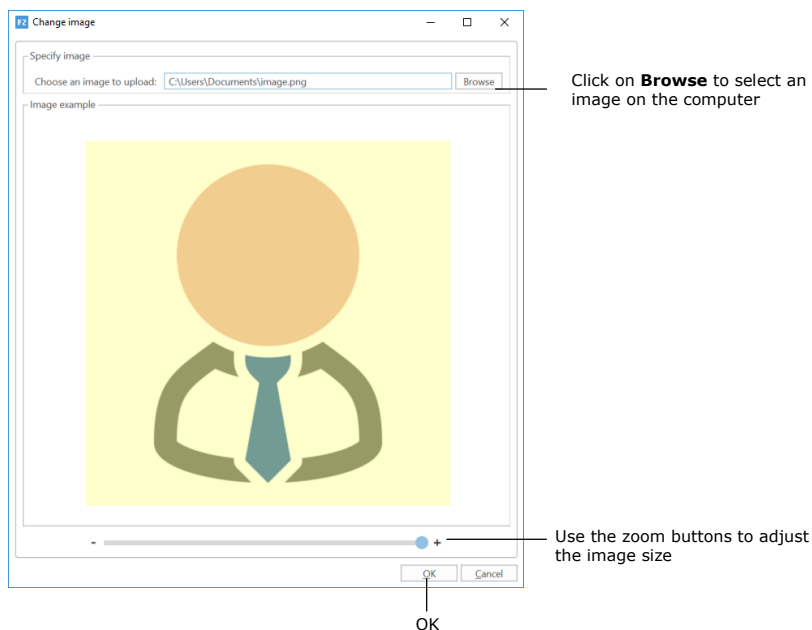 FZ Change image
Specify image
Choose an image to upload: C:\Users\Documents\image.png Browse
Click on Browse to select an
image on the computer
Image example
- +
Use the zoom buttons to adjust
the image size
OK Cancel
OK